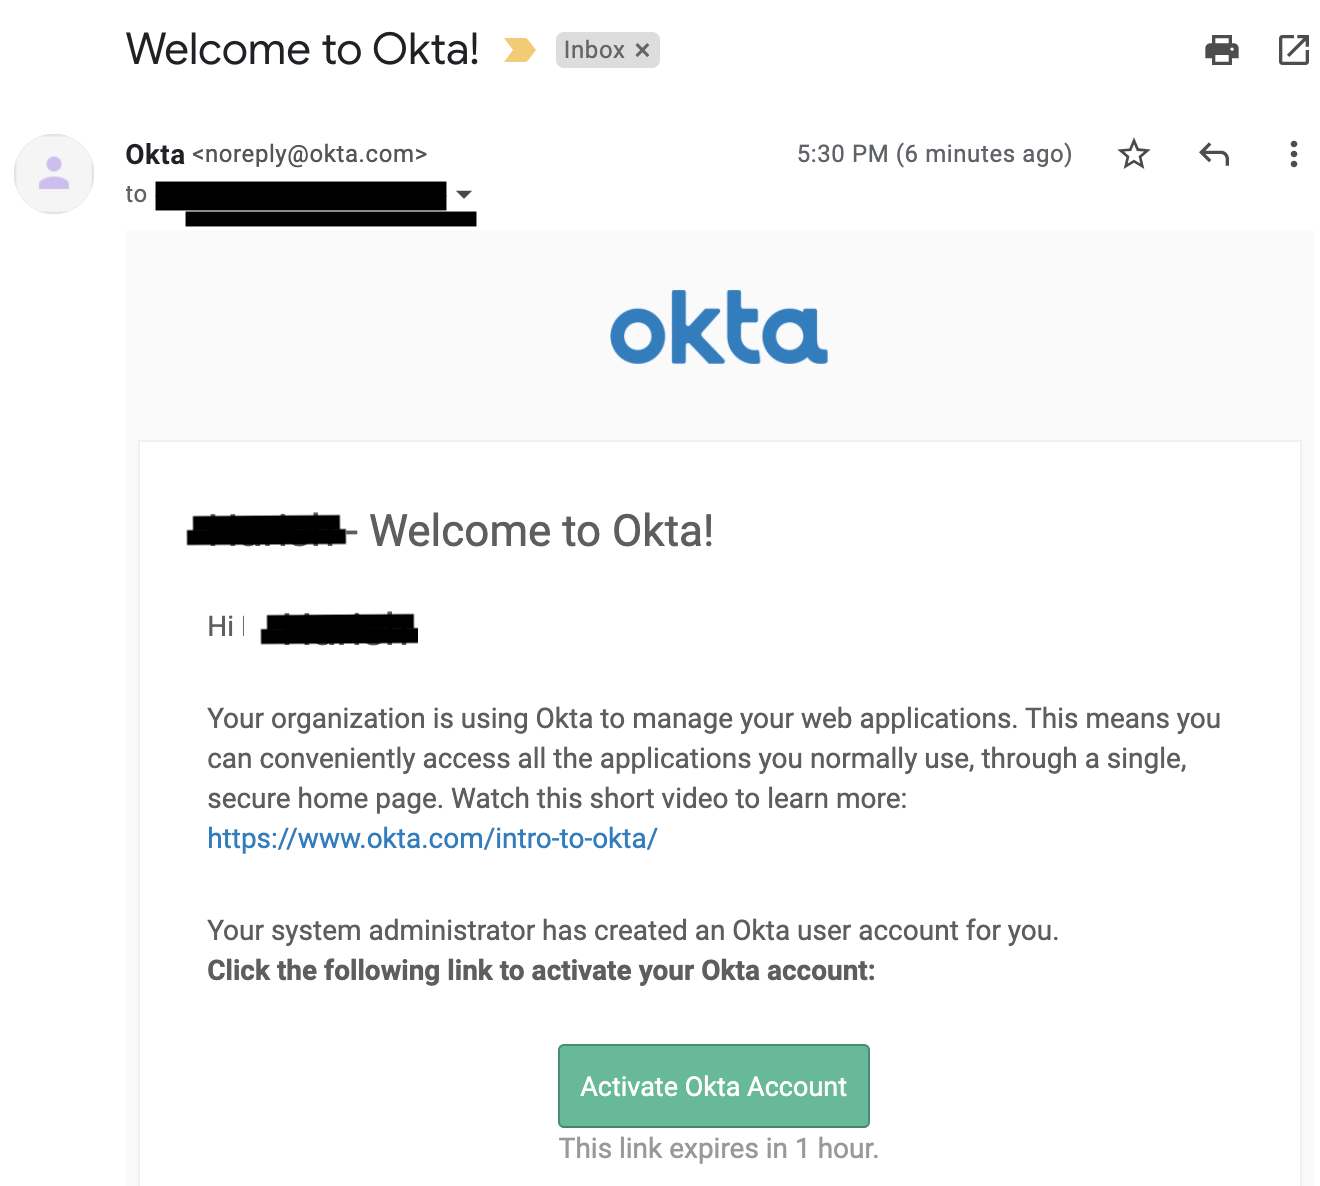 Welcome to Okta!
Inbox ×
Okta <noreply@okta.com>
5:30 PM (6 minutes ago)
to
okta
- Welcome to Okta!
Hi
Your organization is using Okta to manage your web applications. This means you
can conveniently access all the applications you normally use, through a single,
secure home page. Watch this short video to learn more:
https://www.okta.com/intro-to-okta/
Your system administrator has created an Okta user account for you.
Click the following link to activate your Okta account:
Activate Okta Account
This link expires in 1 hour.